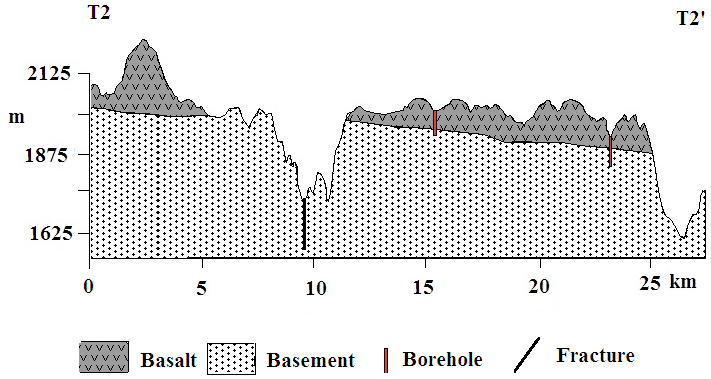 T2
T2'
2125
m
1875
1625
0 5 10 15 20 25 km
Basalt Basement Borehole Fracture